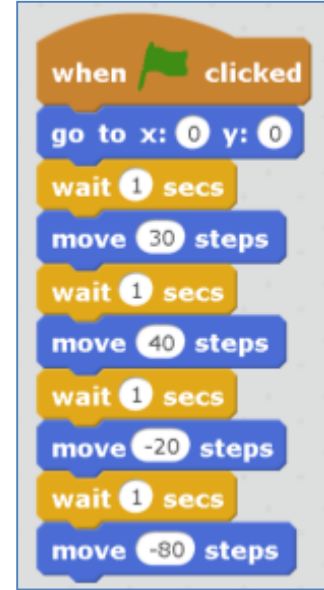 when clicked
go to x: 0 y: 0
wait 1 secs
move 30 steps
wait 1 secs
move 40 steps
wait 1 secs
move -20 steps
wait 1 secs
move -80 steps